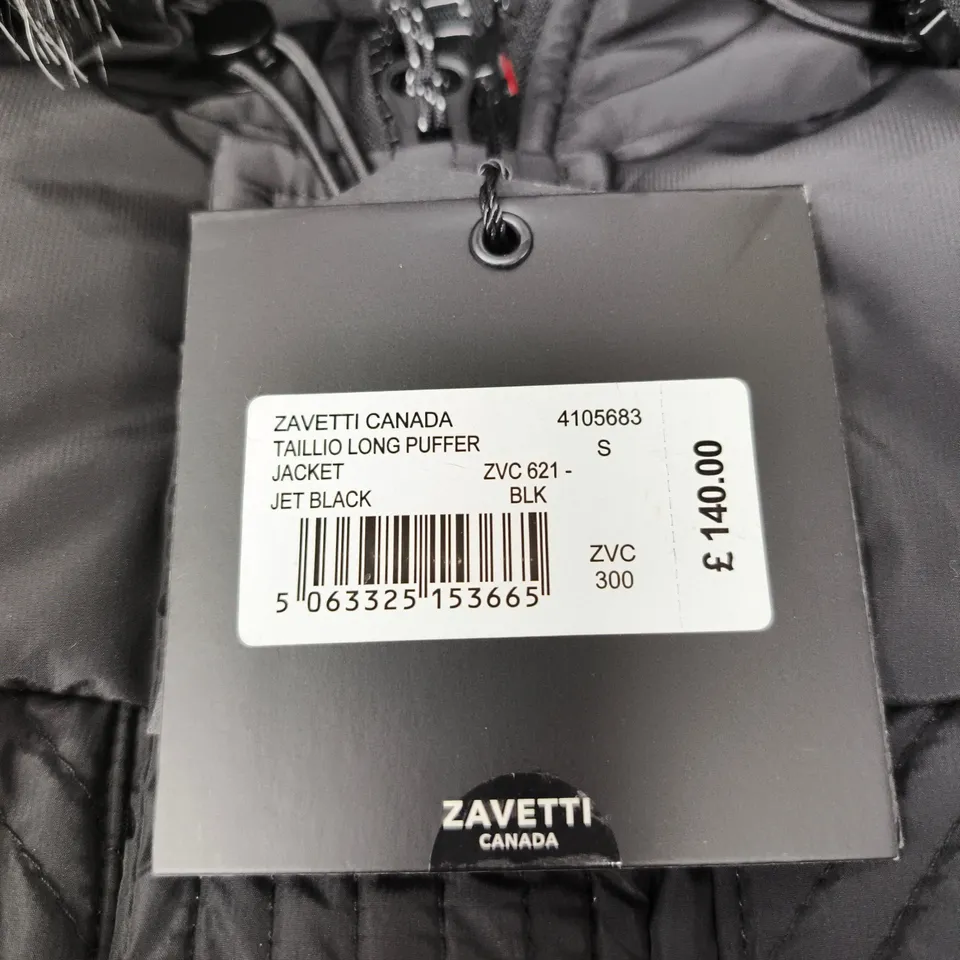 ZAVETTI CANADA 4105683
TAILLIO LONG PUFFER S
JACKET ZVC 621 -
JET BLACK BLK
ZVC
300
5 063325 153665
£ 140.00
ZAVETTI
CANADA